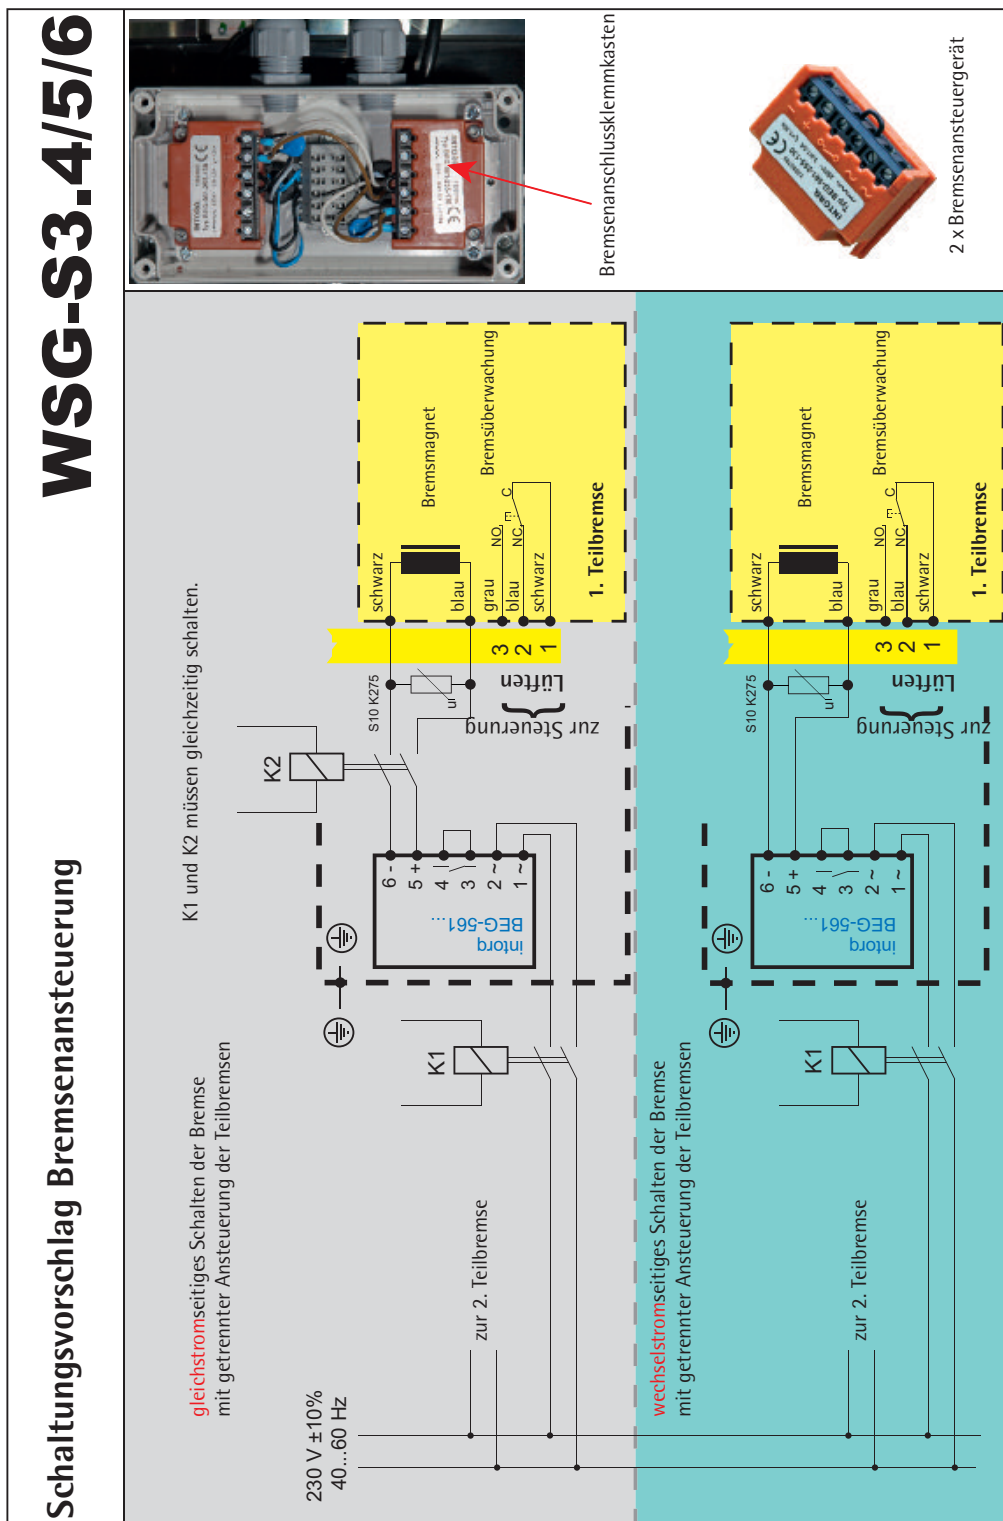 Schaltungsvorschlag Bremsenansteuerung
WSG-S3.4/5/6
gleichstromseitiges Schalten der Bremse
mit getrennter Ansteuerung der Teilbremsen
K1 und K2 müssen gleichzeitig schalten.
230 V ±10%
40...60 Hz
zur 2. Teilbremse
K1
intorq
BEG-561...
6 -
5 +
4
3
2 ~
1 ~
K2
S10 K275
u
zur Steuerung
Lüften
3
2
1
schwarz
blau
grau
blau
schwarz
NO
NC
C
Bremsmagnet
Bremsüberwachung
1. Teilbremse
wechselstromseitiges Schalten der Bremse
mit getrennter Ansteuerung der Teilbremsen
zur 2. Teilbremse
K1
intorq
BEG-561...
6 -
5 +
4
3
2 ~
1 ~
S10 K275
u
zur Steuerung
Lüften
3
2
1
schwarz
blau
grau
blau
schwarz
NO
NC
C
Bremsmagnet
Bremsüberwachung
1. Teilbremse
Bremsenanschlussklemmkasten
INTORQ
CE
2 x Bremsenansteuergerät